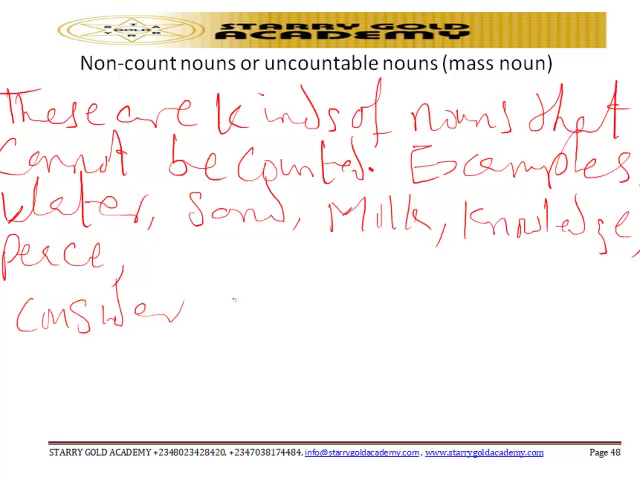 STARRY GOLD
ACADEMY
Non-count nouns or uncountable nouns (mass noun)
These are kinds of nouns that
Cannot be Counted. Examples,
Water, Sand, Milk, Knowledge,
Peace,
Consider
STARRY GOLD ACADEMY +2348023428420, +2347038174484, info@starrygoldacademy.com, www.starrygoldacademy.com Page 48